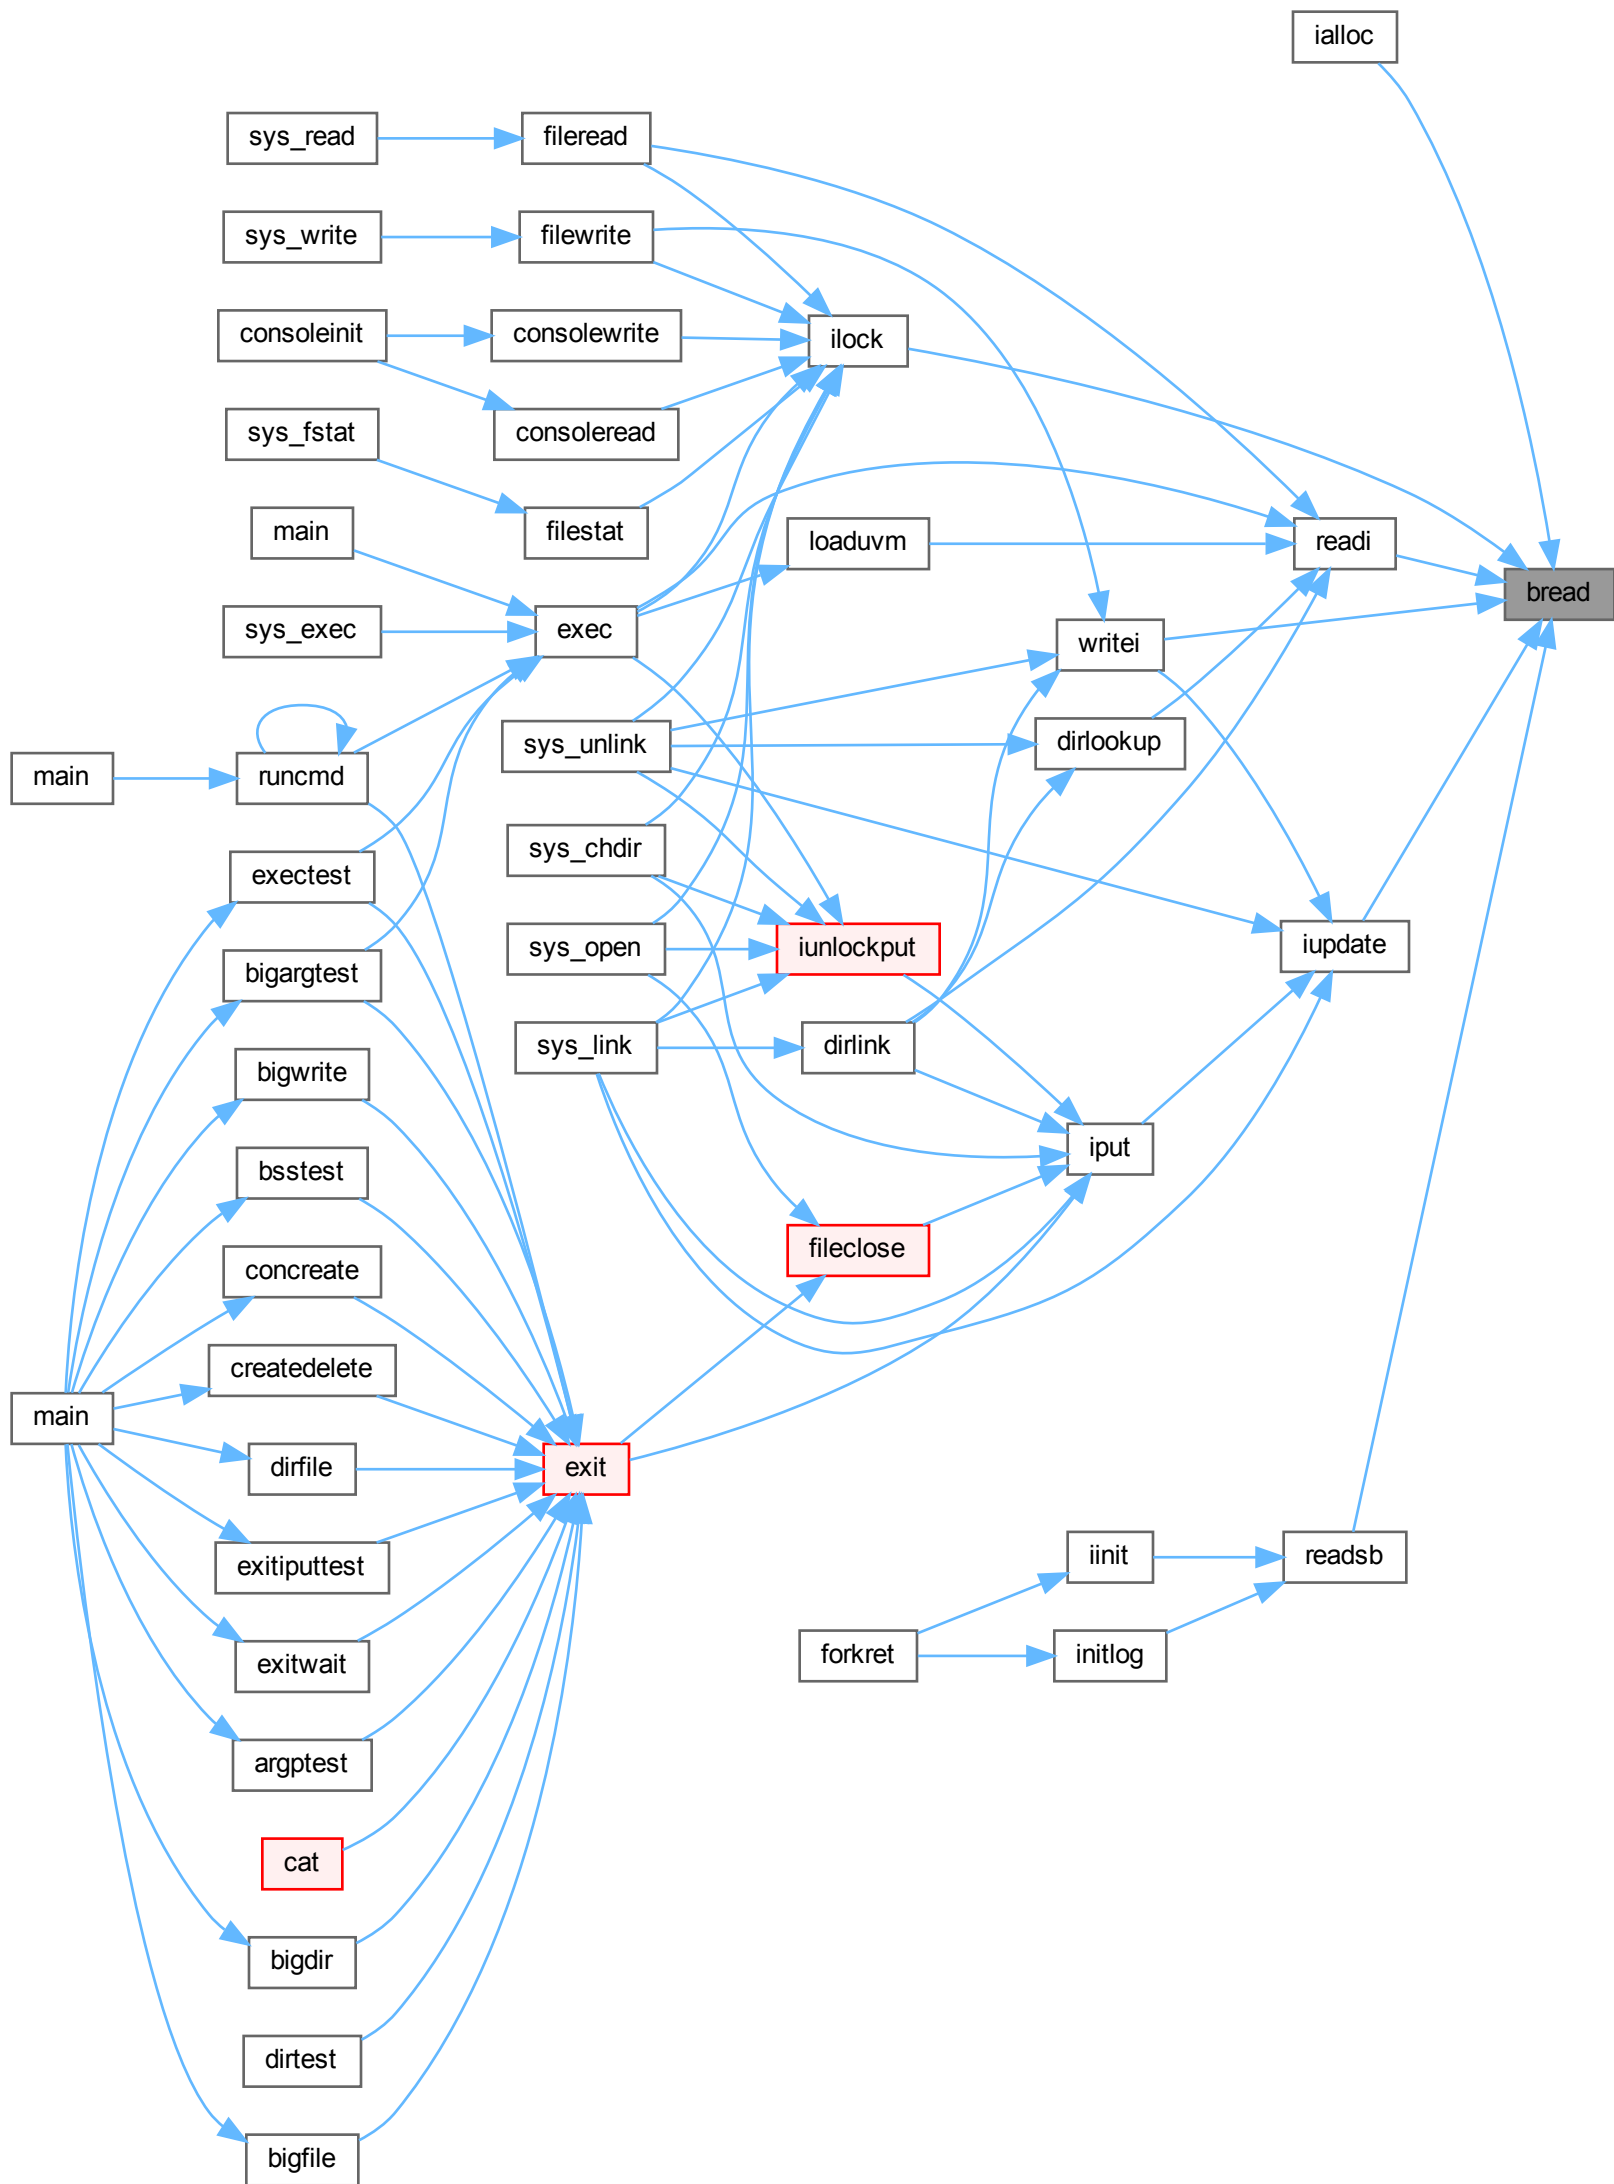 ialloc
sys_read
fileread
sys_write
filewrite
consoleinit
consolewrite
ilock
sys_fstat
consoleread
main
filestat
loaduvm
readi
bread
sys_exec
exec
writei
main
runcmd
sys_unlink
dirlookup
exectest
sys_chdir
bigargtest
sys_open
iunlockput
iupdate
bigwrite
sys_link
dirlink
bsstest
iput
concreate
fileclose
createdelete
main
dirfile
exit
exitiputtest
iinit
readsb
exitwait
forkret
initlog
argptest
cat
bigdir
dirtest
bigfile